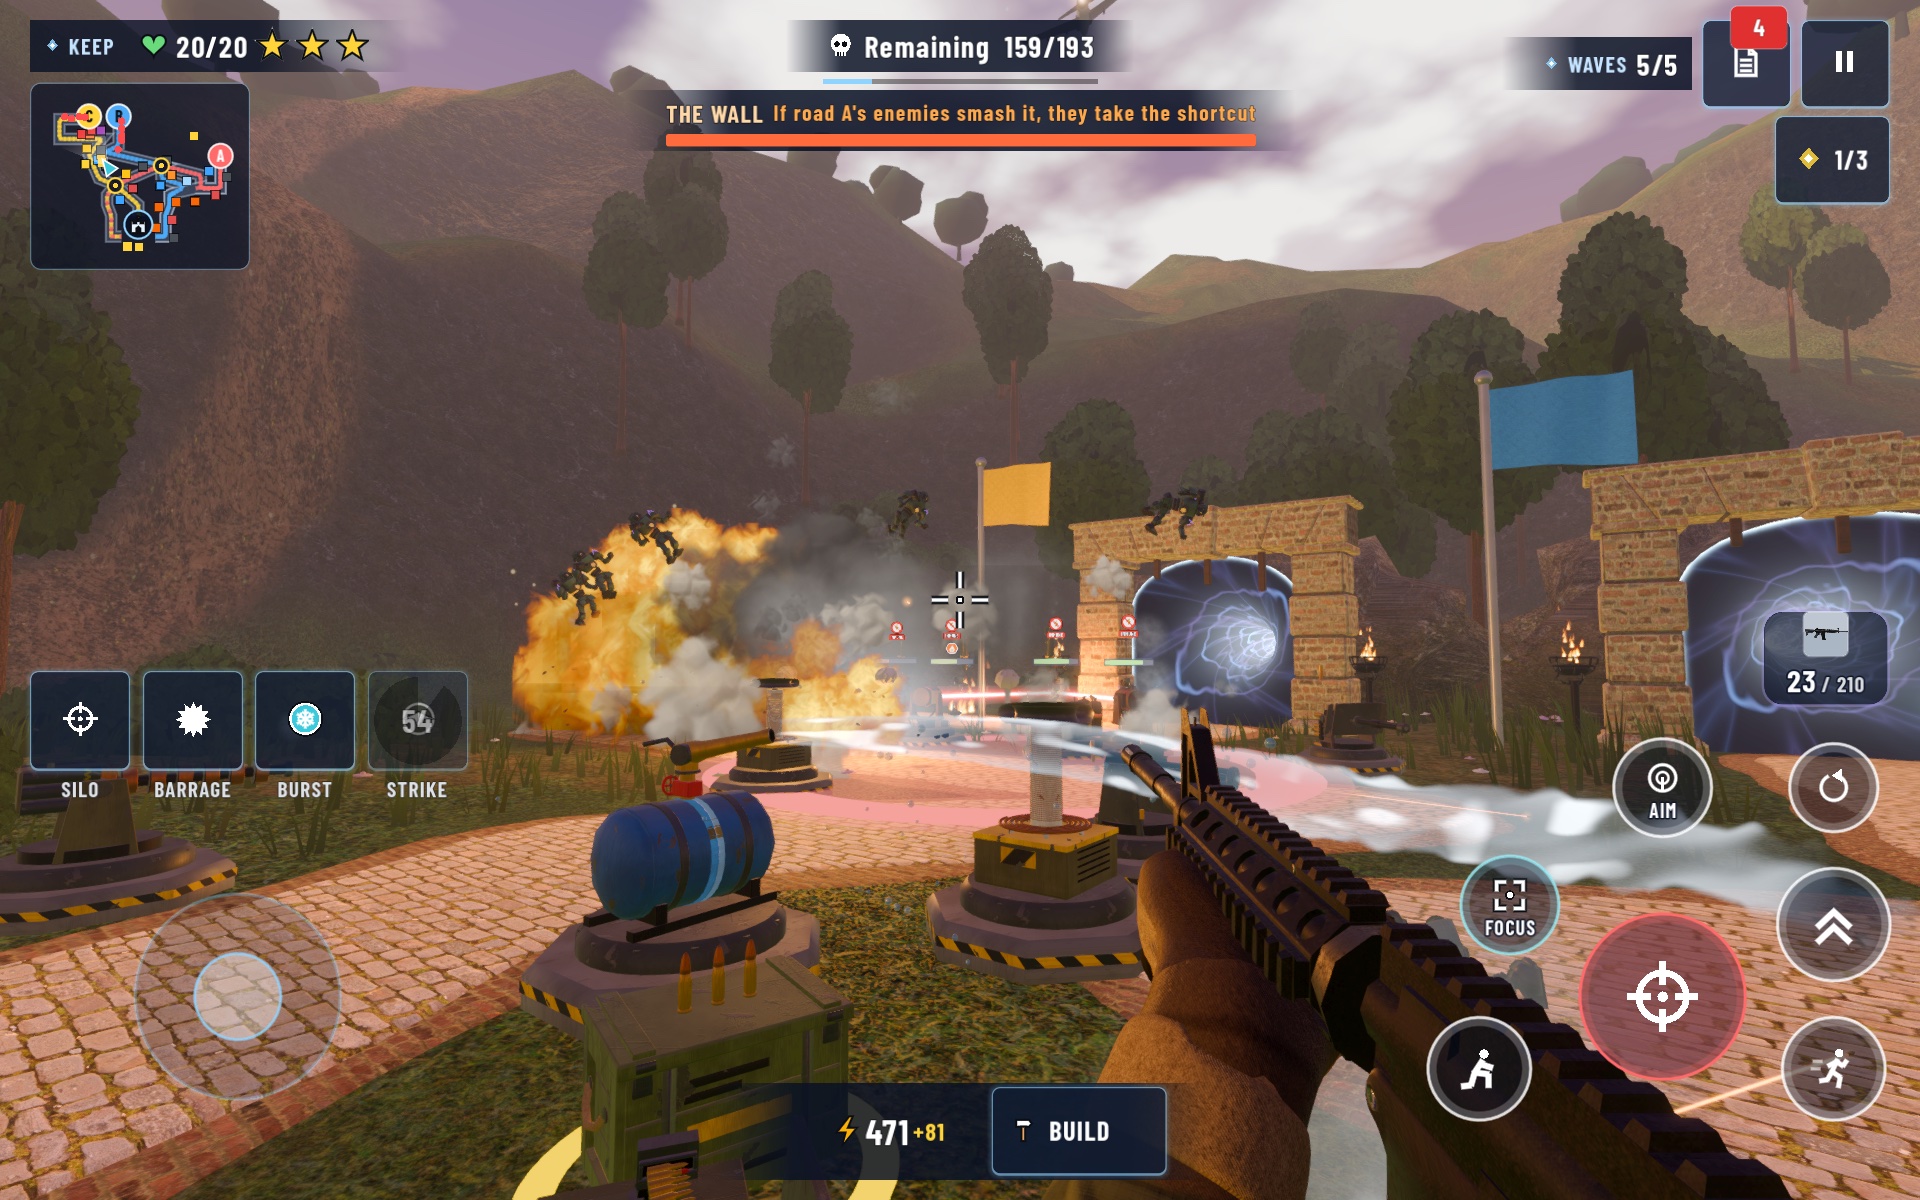 KEEP 20/20
Remaining 159/193
WAVES 5/5
4
THE WALL If road A's enemies smash it, they take the shortcut
1/3
B
A
23 / 210
54
SILO
BARRAGE
BURST
STRIKE
AIM
FOCUS
471 +81
BUILD